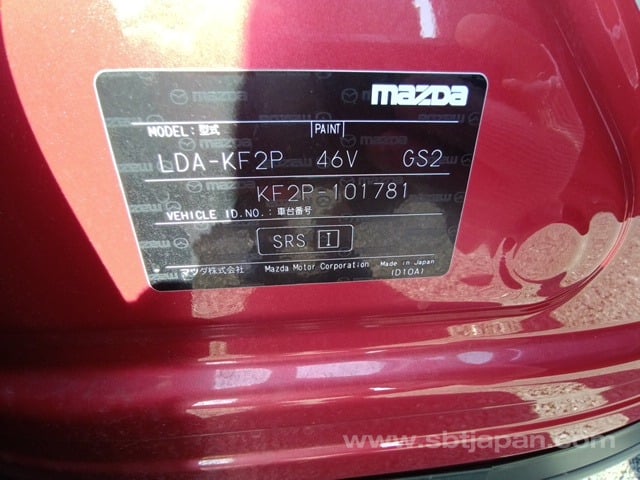 mazda
MODEL: 型式 PAINT
LDA-KF2P 46V GS2
KF2P-101781
VEHICLE ID.NO.: 車台番号
SRS I
マツダ株式会社 Mazda Motor Corporation Made in Japan
(D10A)
www.sbtjapan.com